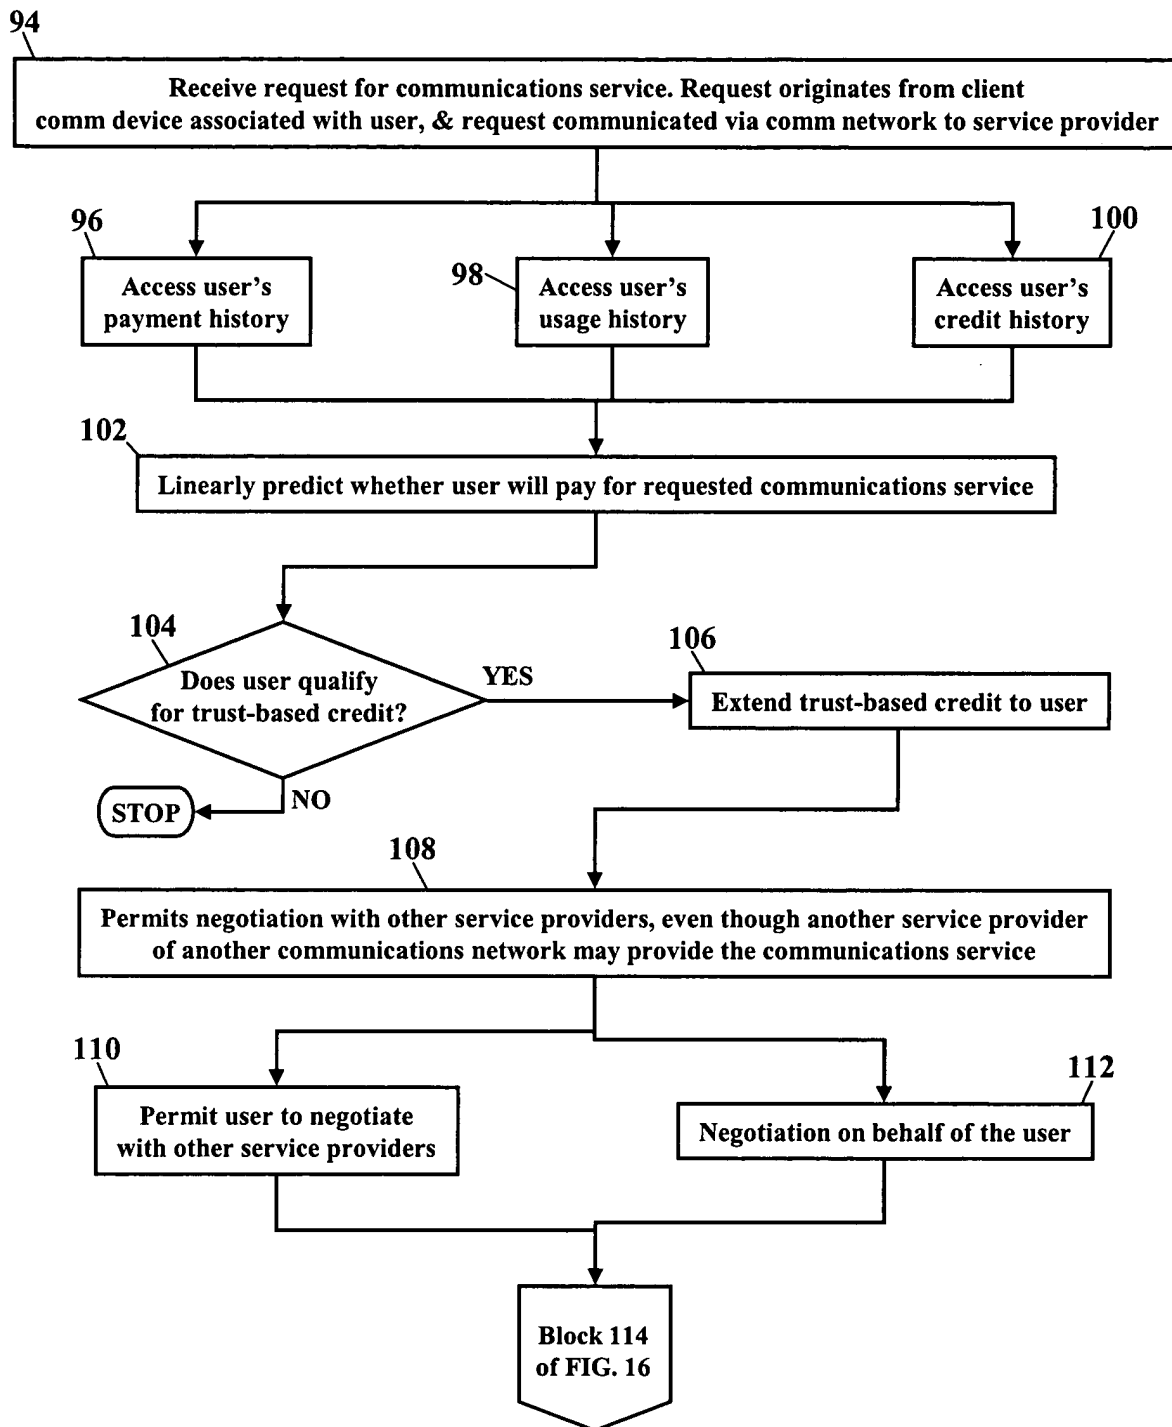 94
Receive request for communications service. Request originates from client
comm device associated with user, & request communicated via comm network to service provider
96
98
100
Access user's
payment history
Access user's
usage history
Access user's
credit history
102
Linearly predict whether user will pay for requested communications service
104
Does user qualify
for trust-based credit?
YES
106
Extend trust-based credit to user
NO
STOP
108
Permits negotiation with other service providers, even though another service provider
of another communications network may provide the communications service
110
Permit user to negotiate
with other service providers
112
Negotiation on behalf of the user
Block 114
of FIG. 16